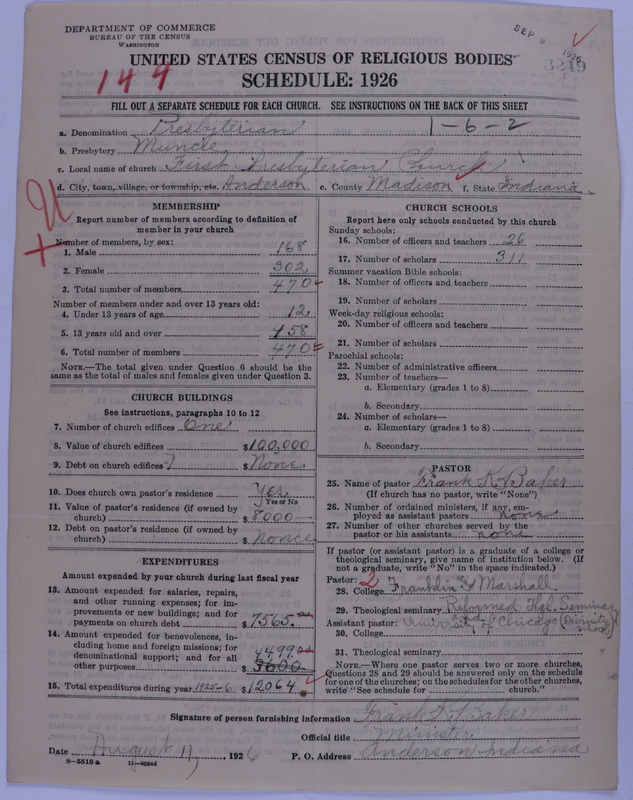 DEPARTMENT OF COMMERCE
BUREAU OF THE CENSUS
WASHINGTON
SEP 9 1926
3249
UNITED STATES CENSUS OF RELIGIOUS BODIES
144
SCHEDULE: 1926
FILL OUT A SEPARATE SCHEDULE FOR EACH CHURCH. SEE INSTRUCTIONS ON THE BACK OF THIS SHEET
a. Denomination Presbyterian 1-6-2
b. Presbytery Muncie
c. Local name of church First Presbyterian Church
d. City, town, village, or township, etc. Anderson e. County Madison f. State Indiana
MEMBERSHIP
Report number of members according to definition of
member in your church
Number of members, by sex:
1. Male 168
2. Female 302
3. Total number of members 470
Number of members under and over 13 years old:
4. Under 13 years of age 12
5. 13 years old and over 458
6. Total number of members 470
NOTE.—The total given under Question 6 should be the
same as the total of males and females given under Question 3.
CHURCH BUILDINGS
See instructions, paragraphs 10 to 12
7. Number of church edifices One
8. Value of church edifices $100,000
9. Debt on church edifices $None
10. Does church own pastor's residence Yes
Yes or No
11. Value of pastor's residence (if owned by
church) $8000
12. Debt on pastor's residence (if owned by
church) $None
EXPENDITURES
Amount expended by your church during last fiscal year
13. Amount expended for salaries, repairs,
and other running expenses; for im-
provements or new buildings; and for
payments on church debt $7565.
14. Amount expended for benevolences, in-
cluding home and foreign missions; for
denominational support; and for all
other purposes 4499.
$3600
15. Total expenditures during year 1925-6 $12064.
CHURCH SCHOOLS
Report here only schools conducted by this church
Sunday schools:
16. Number of officers and teachers 26
17. Number of scholars 311
Summer vacation Bible schools:
18. Number of officers and teachers
19. Number of scholars
Week-day religious schools:
20. Number of officers and teachers
21. Number of scholars
Parochial schools:
22. Number of administrative officers
23. Number of teachers—
a. Elementary (grades 1 to 8)
b. Secondary
24. Number of scholars—
a. Elementary (grades 1 to 8)
b. Secondary
PASTOR
25. Name of pastor Frank K. Baker
(If church has no pastor, write "None")
26. Number of ordained ministers, if any, em-
ployed as assistant pastors none
27. Number of other churches served by the
pastor or his assistants none
If pastor (or assistant pastor) is a graduate of a college or
theological seminary, give name of institution below. (If
not a graduate, write "No" in the space indicated.)
Pastor: 2
28. College Franklin & Marshall
29. Theological seminary Reformed Seminary
Assistant pastor: University of Chicago (Divinity School)
30. College
31. Theological seminary
NOTE.—Where one pastor serves two or more churches,
Questions 28 and 29 should be answered only on the schedule
for one of the churches; on the schedules for the other churches,
write "See schedule for church."
Signature of person furnishing information Frank K. Baker
Official title Minister
Date August 11, 1926 P. O. Address Anderson Indiana
8-5518 a